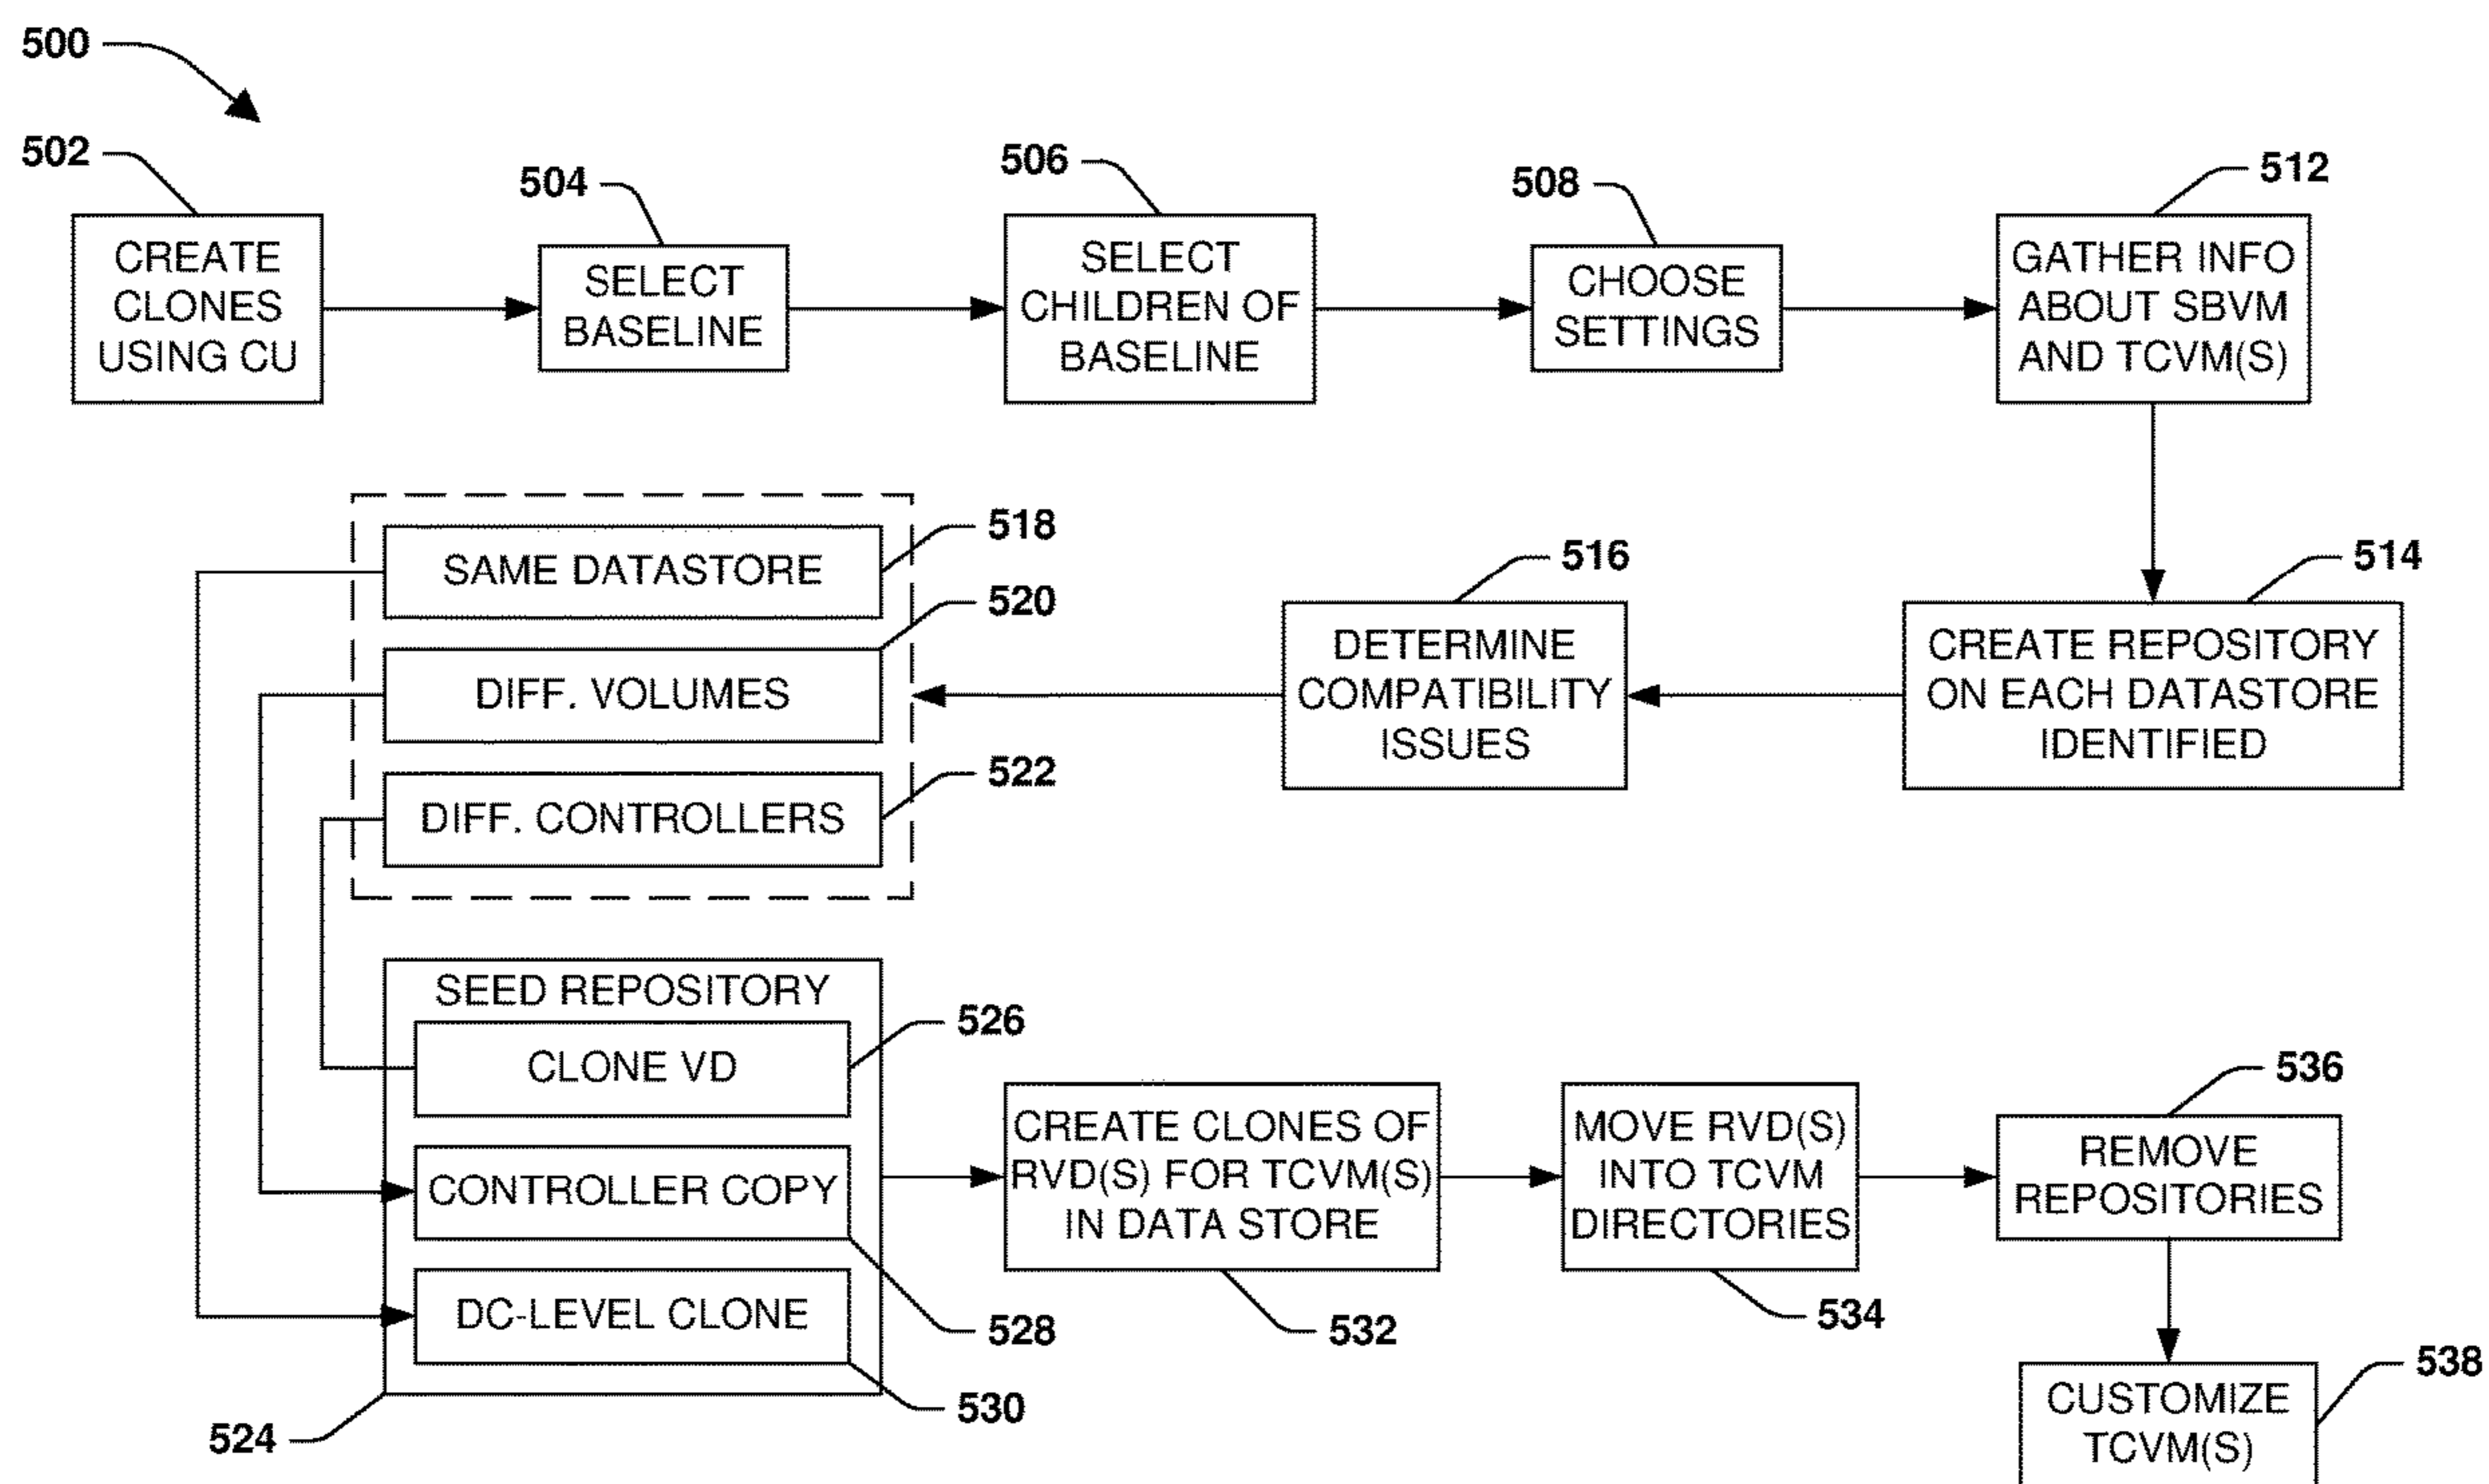 500
502
CREATE
CLONES
USING CU
504
SELECT
BASELINE
506
SELECT
CHILDREN OF
BASELINE
508
CHOOSE
SETTINGS
512
GATHER INFO
ABOUT SBVM
AND TCVM(S)
514
CREATE REPOSITORY
ON EACH DATASTORE
IDENTIFIED
516
DETERMINE
COMPATIBILITY
ISSUES
518
SAME DATASTORE
520
DIFF. VOLUMES
522
DIFF. CONTROLLERS
SEED REPOSITORY
526
CLONE VD
CONTROLLER COPY
528
DC-LEVEL CLONE
530
524
CREATE CLONES OF
RVD(S) FOR TCVM(S)
IN DATA STORE
532
MOVE RVD(S)
INTO TCVM
DIRECTORIES
534
536
REMOVE
REPOSITORIES
538
CUSTOMIZE
TCVM(S)